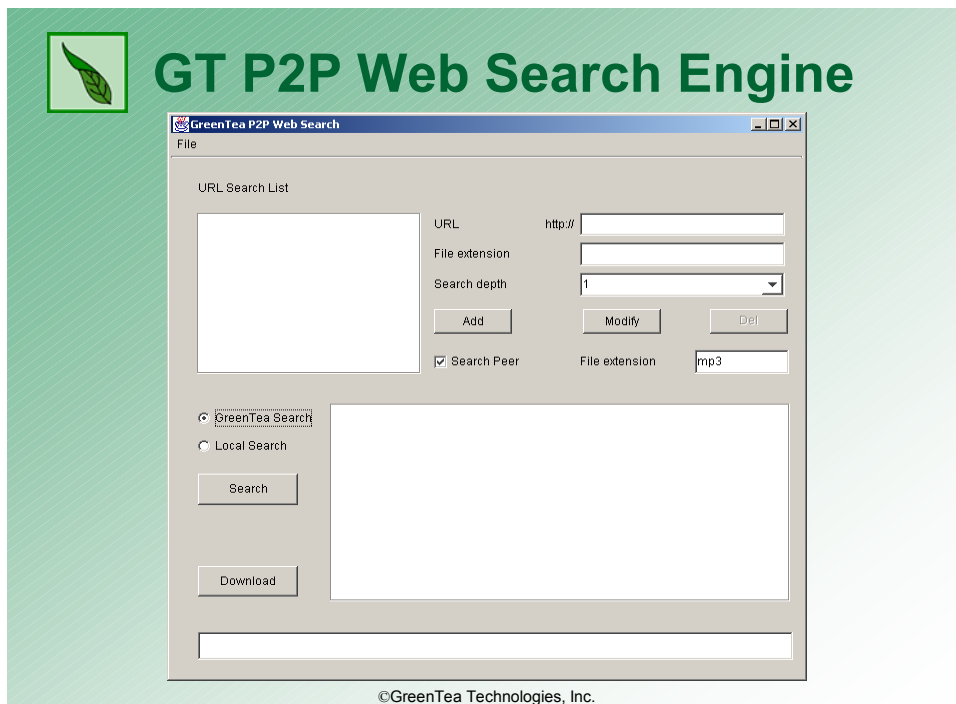 GT P2P Web Search Engine
GreenTea P2P Web Search
File
URL Search List
URL http://
File extension
Search depth 1
Add Modify Del
Search Peer File extension mp3
GreenTea Search
Local Search
Search
Download
©GreenTea Technologies, Inc.